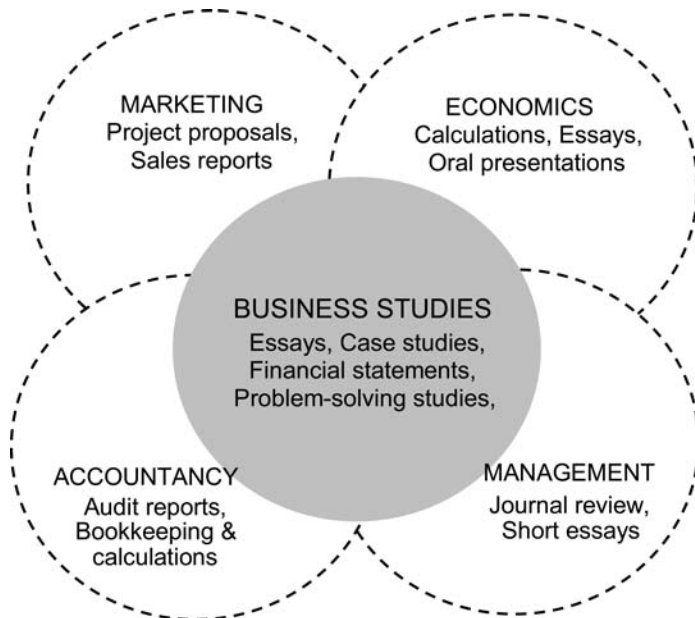 MARKETING
Project proposals,
Sales reports
ECONOMICS
Calculations, Essays,
Oral presentations
BUSINESS STUDIES
Essays, Case studies,
Financial statements,
Problem-solving studies,
ACCOUNTANCY
Audit reports,
Bookkeeping &
calculations
MANAGEMENT
Journal review,
Short essays